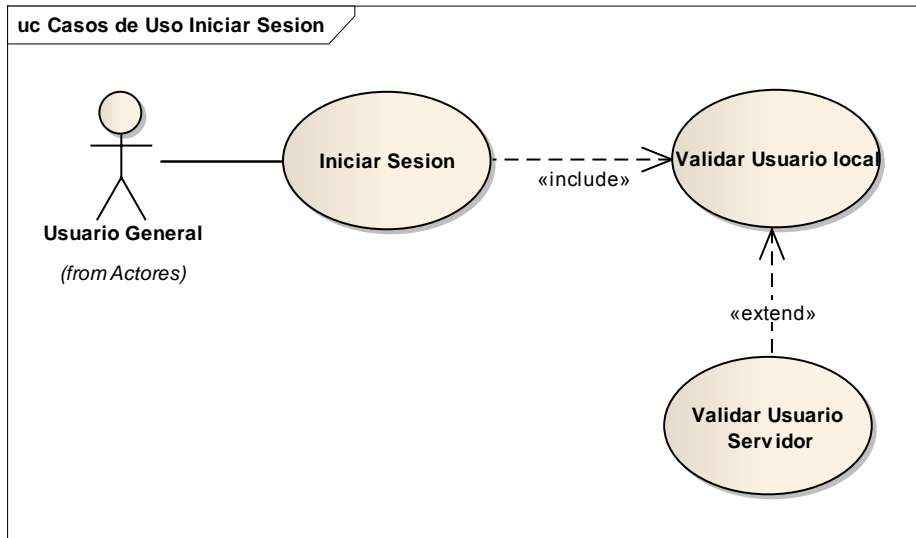 uc Casos de Uso Iniciar Sesion
Iniciar Sesion
«include»
Validar Usuario local
Usuario General
(from Actores)
«extend»
Validar Usuario
Servidor